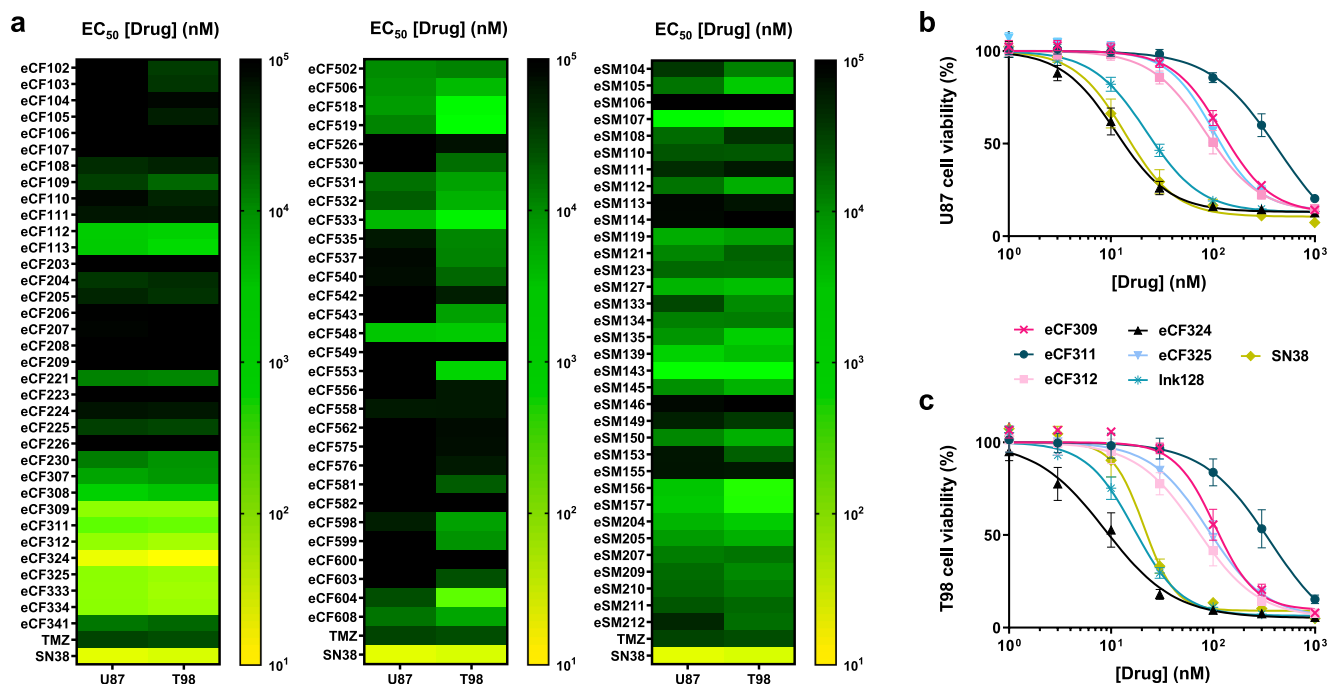 a
EC50 [Drug] (nM)
eCF102
eCF103
eCF104
eCF105
eCF106
eCF107
eCF108
eCF109
eCF110
eCF111
eCF112
eCF113
eCF203
eCF204
eCF205
eCF206
eCF207
eCF208
eCF209
eCF221
eCF223
eCF224
eCF225
eCF226
eCF230
eCF307
eCF308
eCF309
eCF311
eCF312
eCF324
eCF325
eCF333
eCF334
eCF341
TMZ
SN38
U87 T98
10^5
10^4
10^3
10^2
10^1
EC50 [Drug] (nM)
eCF502
eCF506
eCF518
eCF519
eCF526
eCF530
eCF531
eCF532
eCF533
eCF535
eCF537
eCF540
eCF542
eCF543
eCF548
eCF549
eCF553
eCF556
eCF558
eCF562
eCF575
eCF576
eCF581
eCF582
eCF598
eCF599
eCF600
eCF603
eCF604
eCF608
TMZ
SN38
U87 T98
10^5
10^4
10^3
10^2
10^1
EC50 [Drug] (nM)
eSM104
eSM105
eSM106
eSM107
eSM108
eSM110
eSM111
eSM112
eSM113
eSM114
eSM119
eSM121
eSM123
eSM127
eSM133
eSM134
eSM135
eSM139
eSM143
eSM145
eSM146
eSM149
eSM150
eSM153
eSM155
eSM156
eSM157
eSM204
eSM205
eSM207
eSM209
eSM210
eSM211
eSM212
TMZ
SN38
U87 T98
10^5
10^4
10^3
10^2
10^1
b
U87 cell viability (%)
100
50
0
10^0 10^1 10^2 10^3
[Drug] (nM)
eCF309 eCF324
eCF311 eCF325 SN38
eCF312 Ink128
c
T98 cell viability (%)
100
50
0
10^0 10^1 10^2 10^3
[Drug] (nM)